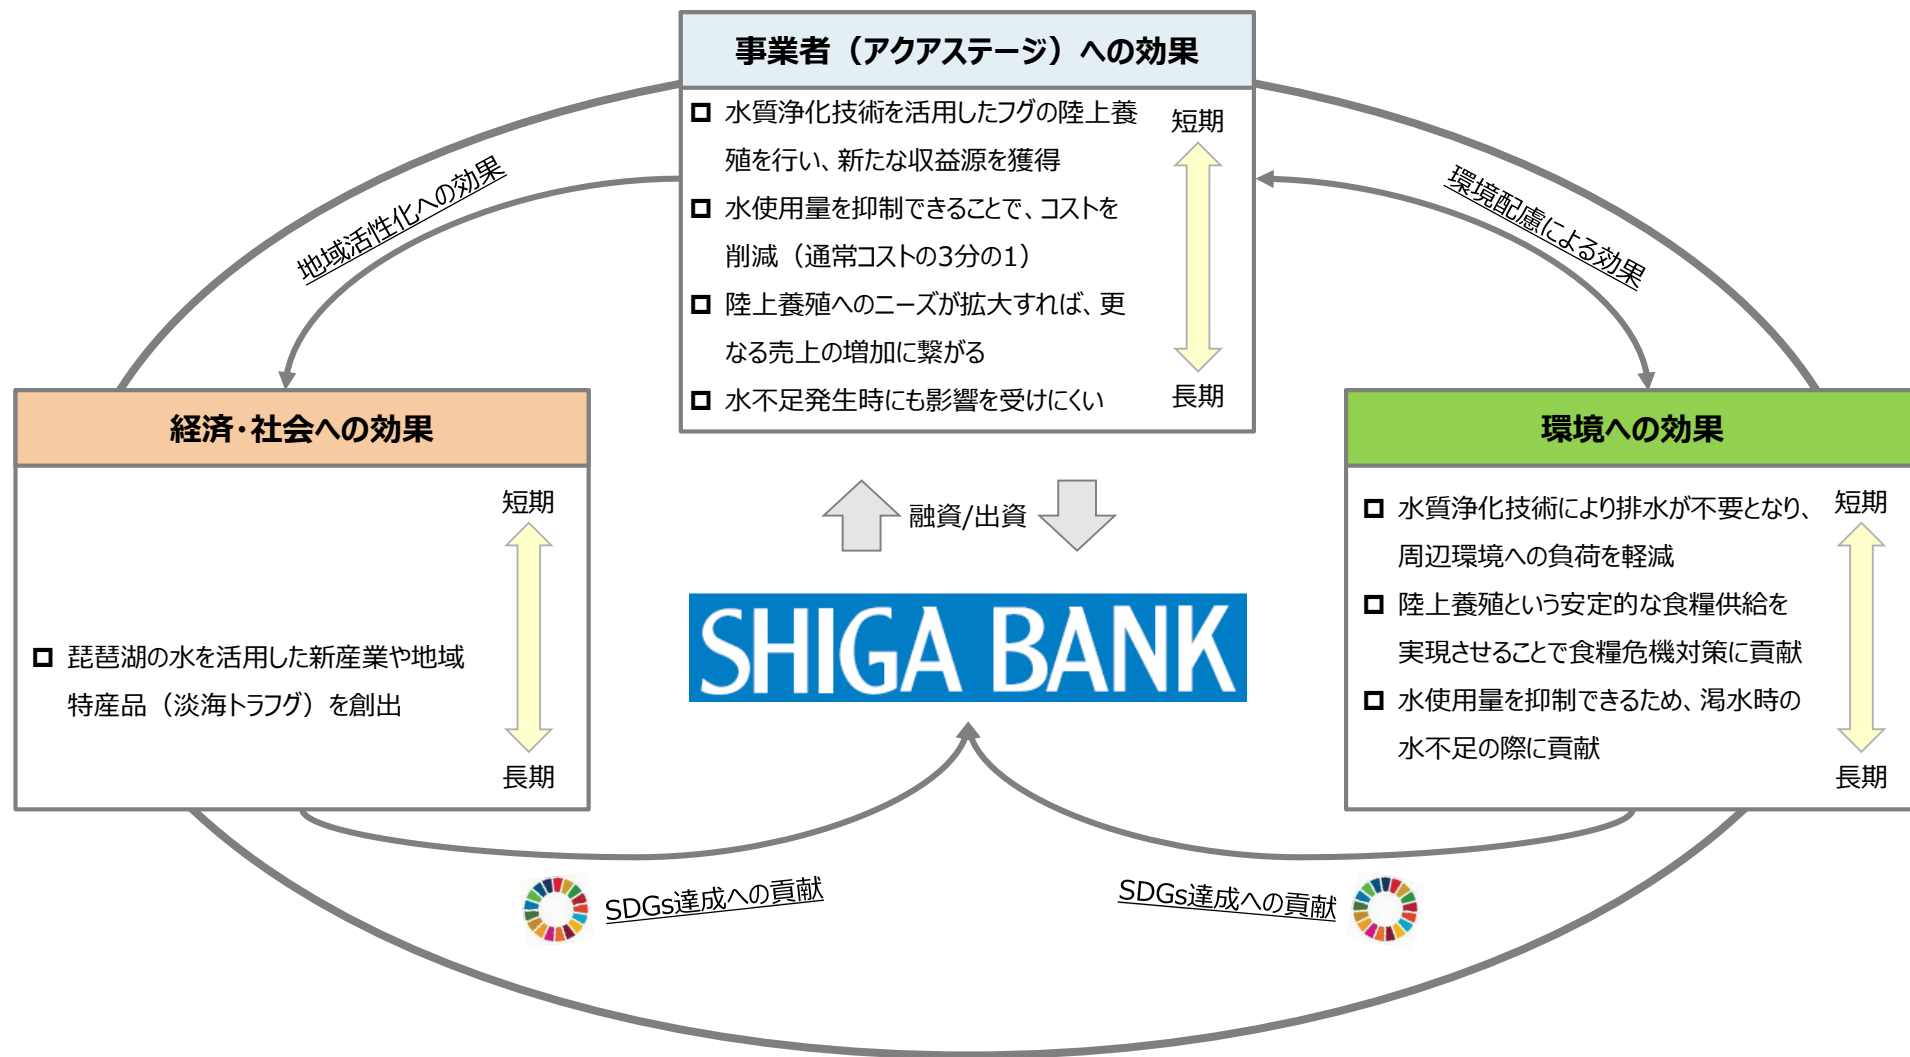 事業者（アクアステージ）への効果
水質浄化技術を活用したフグの陸上養
殖を行い、新たな収益源を獲得
水使用量を抑制できることで、コストを
削減（通常コストの3分の1）
陸上養殖へのニーズが拡大すれば、更
なる売上の増加に繋がる
水不足発生時にも影響を受けにくい
短期
長期
地域活性化への効果
環境配慮による効果
経済・社会への効果
短期
琵琶湖の水を活用した新産業や地域
特産品（淡海トラフグ）を創出
長期
融資/出資
SHIGA BANK
環境への効果
水質浄化技術により排水が不要となり、
周辺環境への負荷を軽減
陸上養殖という安定的な食糧供給を
実現させることで食糧危機対策に貢献
水使用量を抑制できるため、渇水時の
水不足の際に貢献
短期
長期
SDGs達成への貢献
SDGs達成への貢献